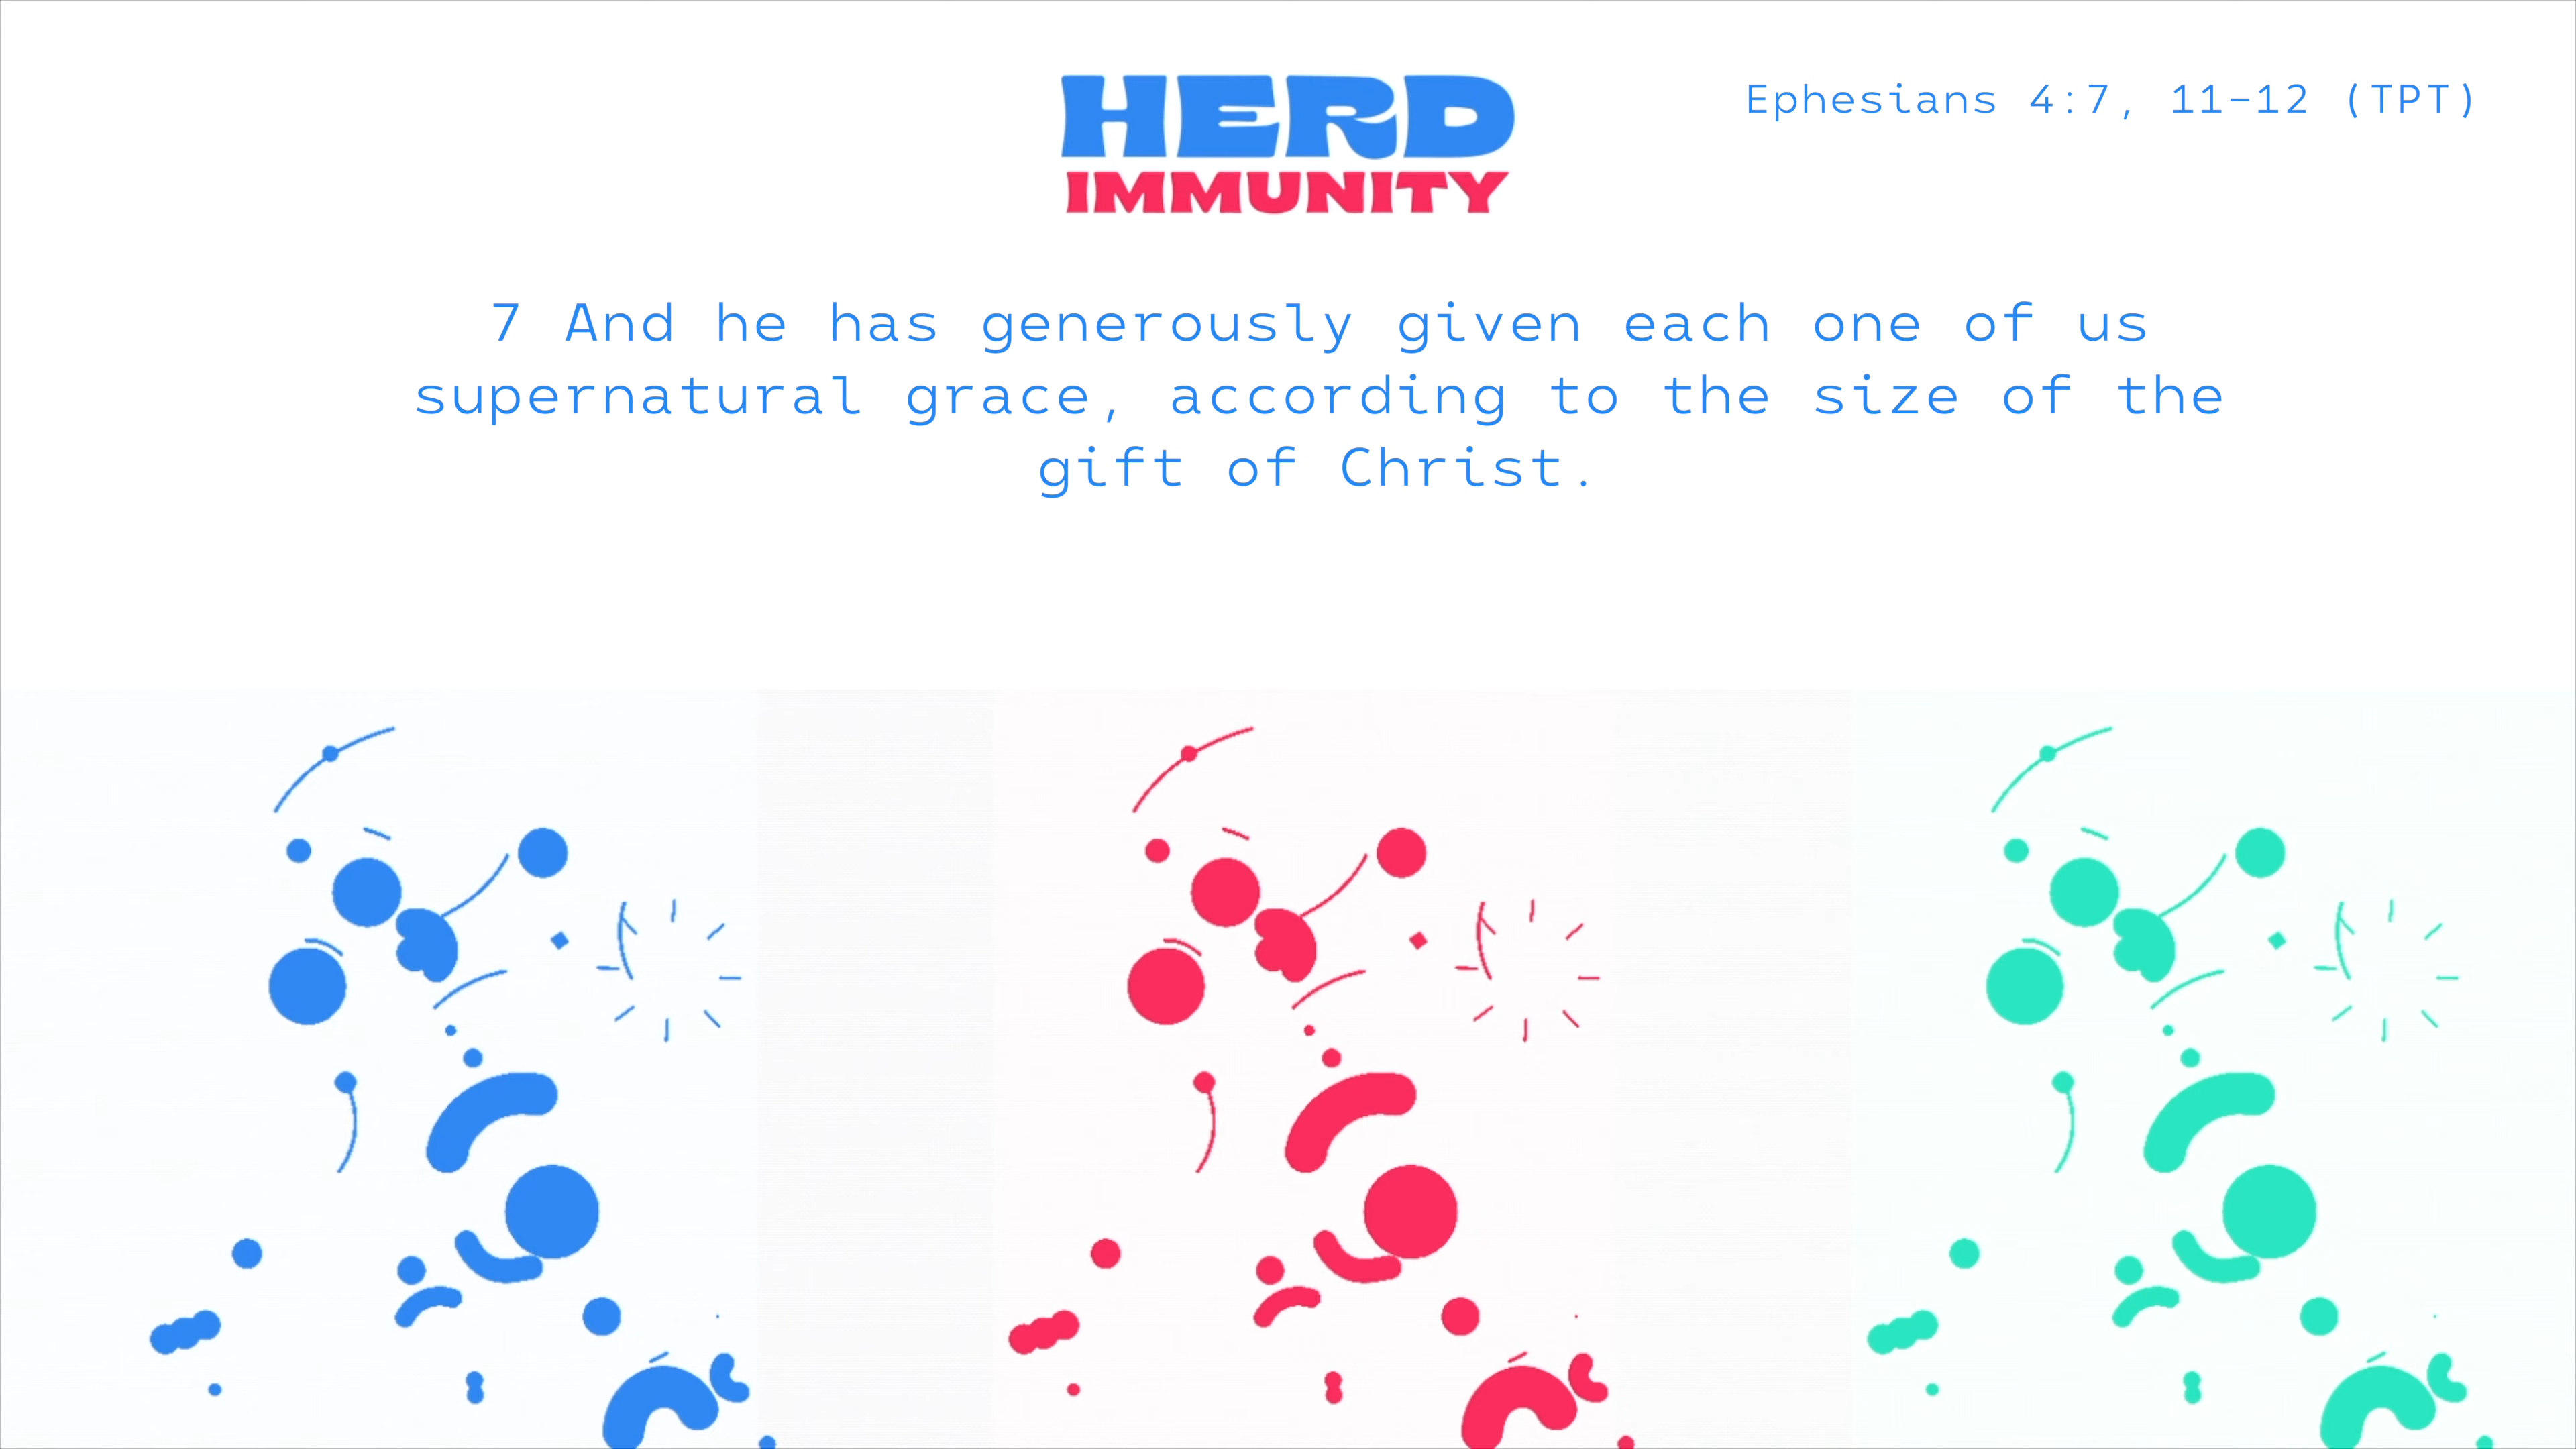 HERD
IMMUNITY
Ephesians 4:7, 11-12 (TPT)
7 And he has generously given each one of us
supernatural grace, according to the size of the
gift of Christ.